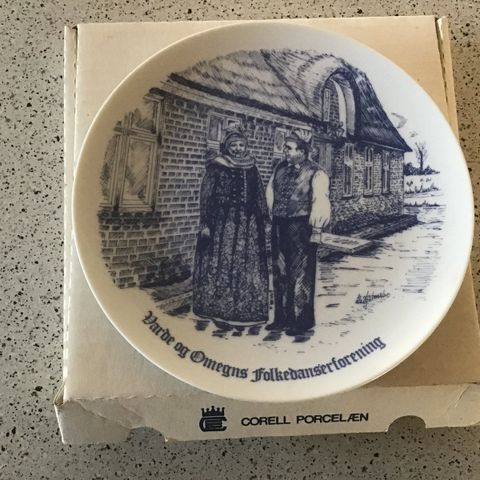 Varde og Omegns Folkedanserforening
CORELL PORCELÆN